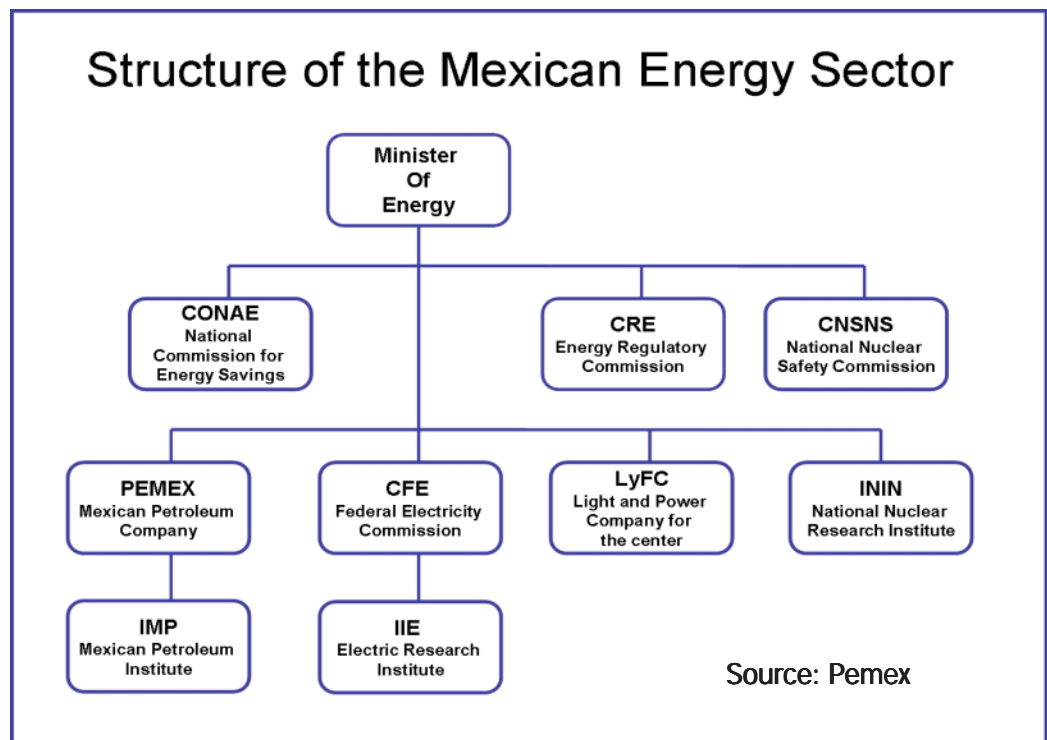 Structure of the Mexican Energy Sector
Minister
Of
Energy
CONAE
National
Commission for
Energy Savings
CRE
Energy Regulatory
Commission
CNSNS
National Nuclear
Safety Commission
PEMEX
Mexican Petroleum
Company
CFE
Federal Electricity
Commission
LyFC
Light and Power
Company for
the center
ININ
National Nuclear
Research Institute
IMP
Mexican Petroleum
Institute
IIE
Electric Research
Institute
Source: Pemex